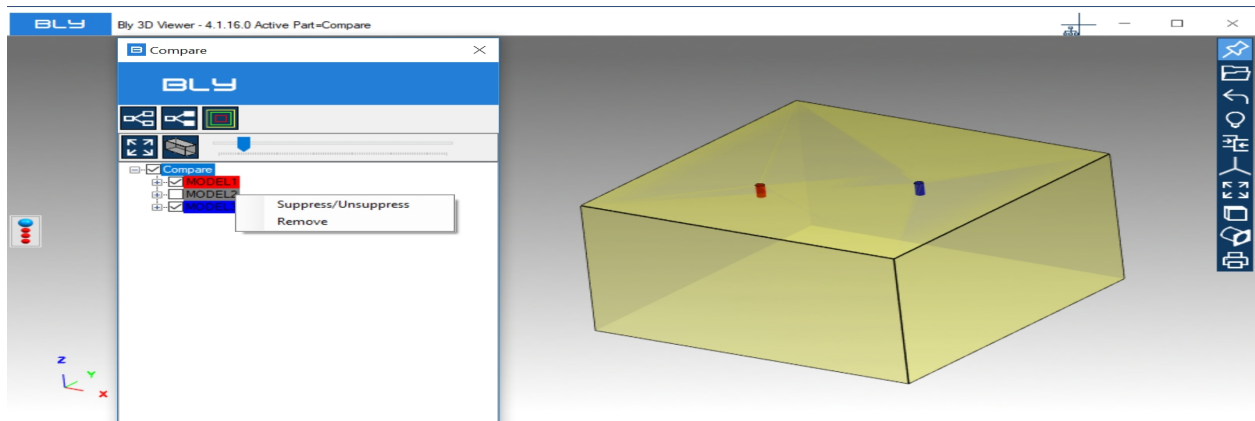 BLY Bly 3D Viewer - 4.1.16.0 Active Part=Compare
Compare
BLY
Compare
MODEL1
MODEL2
Suppress/Unsuppress
Remove
Z
Y
X